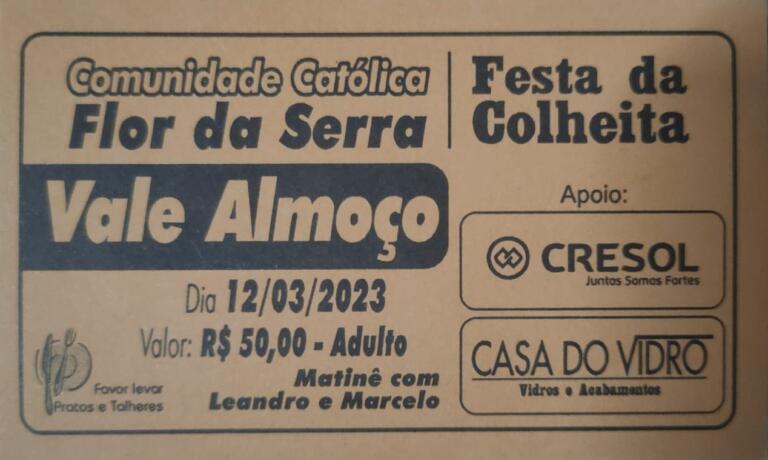 Comunidade Católica
Flor da Serra
Vale Almoço
Dia 12/03/2023
Valor: R$ 50,00 - Adulto
Matinê com
Leandro e Marcelo
Favor levar
Pratos e Talheres
Festa da
Colheita
Apoio:
CRESOL
Juntos Somos Fortes
CASA DO VIDRO
Vidros e Acabamentos